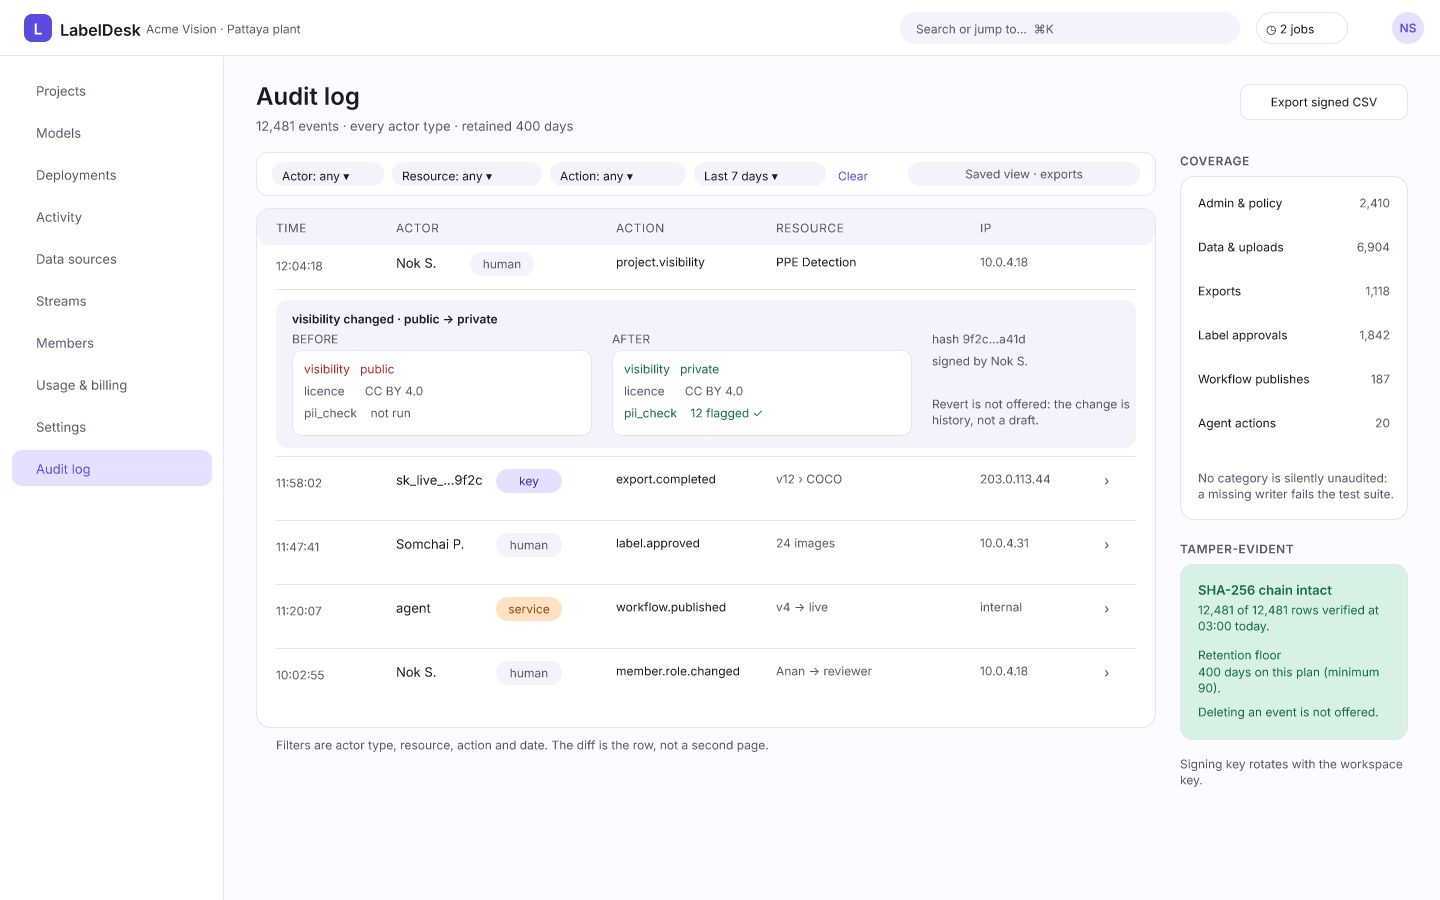 L LabelDesk Acme Vision · Pattaya plant
Search or jump to... ⌘K
◷ 2 jobs
NS
Projects
Models
Deployments
Activity
Data sources
Streams
Members
Usage & billing
Settings
Audit log
Audit log
12,481 events · every actor type · retained 400 days
Export signed CSV
Actor: any ▾ Resource: any ▾ Action: any ▾ Last 7 days ▾ Clear Saved view · exports
TIME ACTOR ACTION RESOURCE IP
12:04:18 Nok S. human project.visibility PPE Detection 10.0.4.18
visibility changed · public → private
BEFORE
visibility public
licence CC BY 4.0
pii_check not run
AFTER
visibility private
licence CC BY 4.0
pii_check 12 flagged ✓
hash 9f2c…a41d
signed by Nok S.
Revert is not offered: the change is
history, not a draft.
11:58:02 sk_live_…9f2c key export.completed v12 › COCO 203.0.113.44 ›
11:47:41 Somchai P. human label.approved 24 images 10.0.4.31 ›
11:20:07 agent service workflow.published v4 → live internal ›
10:02:55 Nok S. human member.role.changed Anan → reviewer 10.0.4.18 ›
Filters are actor type, resource, action and date. The diff is the row, not a second page.
COVERAGE
Admin & policy 2,410
Data & uploads 6,904
Exports 1,118
Label approvals 1,842
Workflow publishes 187
Agent actions 20
No category is silently unaudited:
a missing writer fails the test suite.
TAMPER-EVIDENT
SHA-256 chain intact
12,481 of 12,481 rows verified at
03:00 today.
Retention floor
400 days on this plan (minimum
90).
Deleting an event is not offered.
Signing key rotates with the workspace
key.